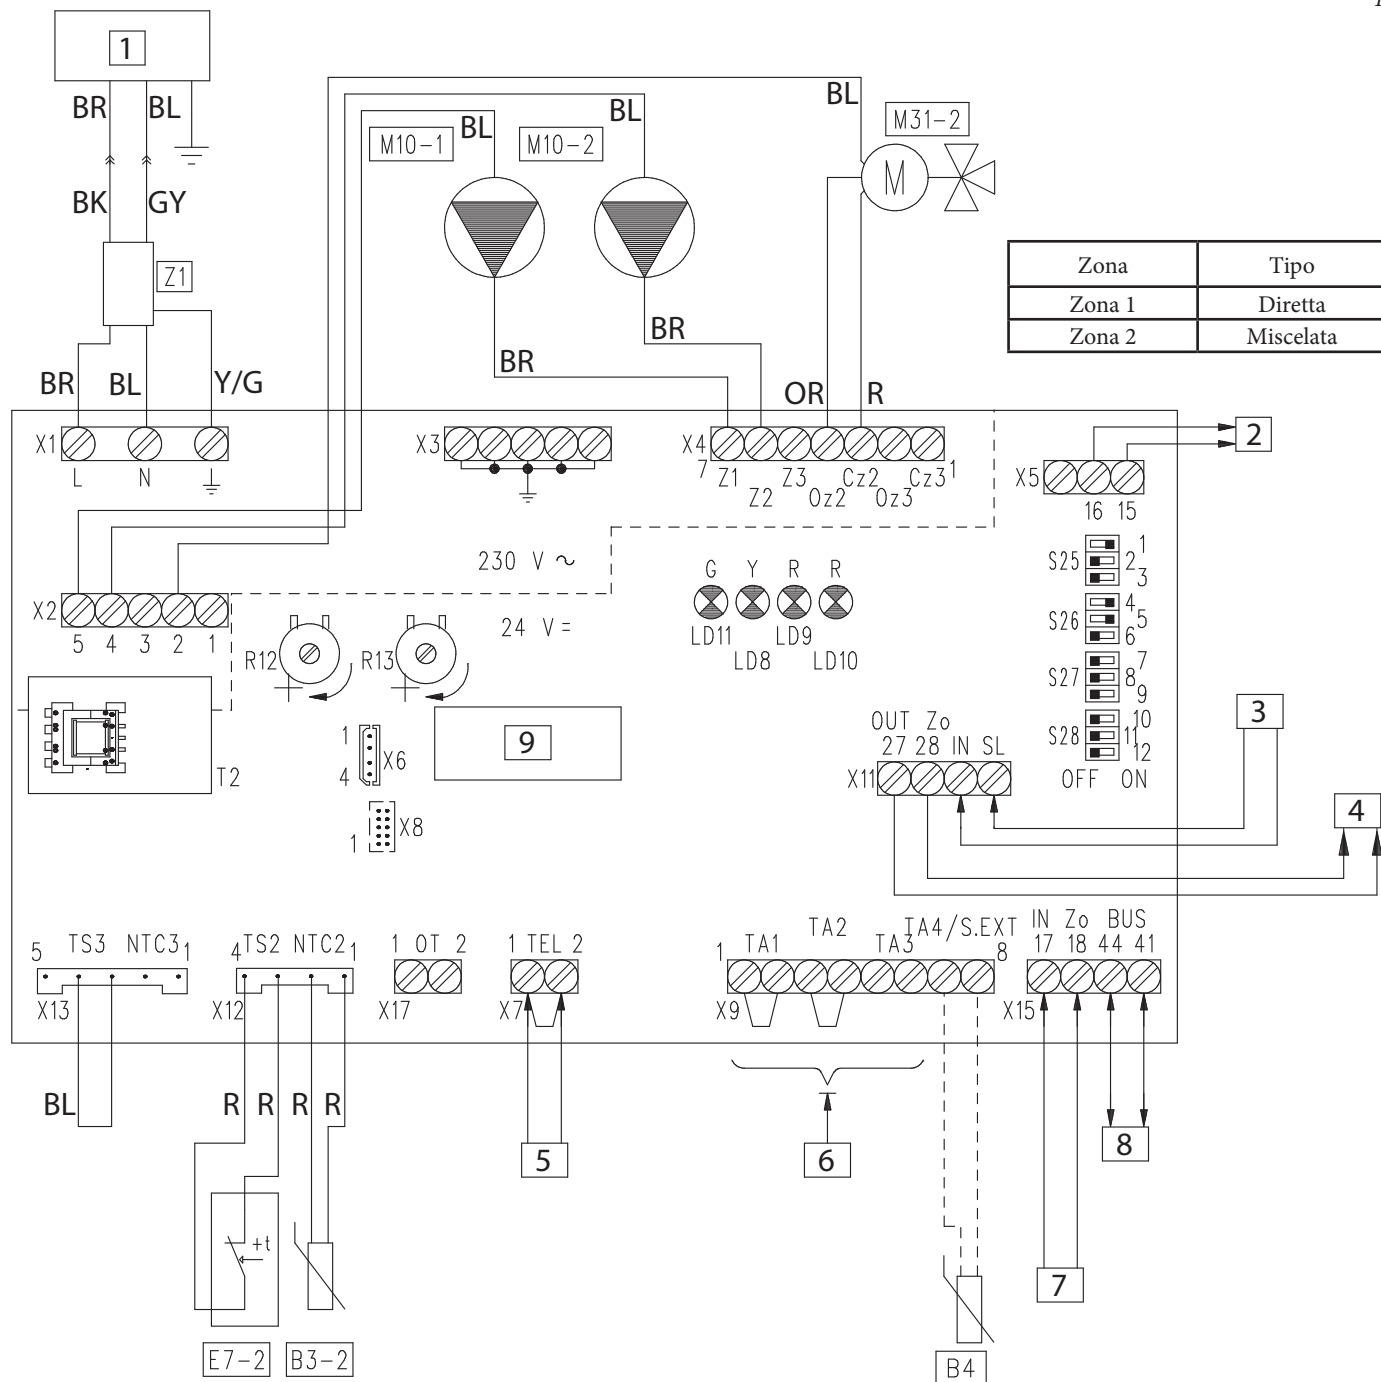 1
BR BL
BK GY
Z1
BR BL Y/G
M10-1 BL
M10-2 BL
BL
M31-2
M
BR
BR
OR R
Zona Tipo
Zona 1 Diretta
Zona 2 Miscelata
X1
L N
X3
X4
7 Z1 Z3 Cz2 Cz3 1
Z2 Oz2 Oz3
2
X5
16 15
X2
5 4 3 2 1
230 V ~
24 V =
R12 R13
G Y R R
LD11 LD9
LD8 LD10
S25 1 2 3
S26 4 5 6
S27 7 8 9
S28 10 11 12
OFF ON
T2
1
4 X6
1 X8
9
OUT Zo
27 28 IN SL
X11
3
4
5 TS3 NTC3 1
X13
4 TS2 NTC2 1
X12
1 OT 2
X17
1 TEL 2
X7
1 TA1 TA2 TA3 TA4/S.EXT 8
X9
IN Zo BUS
17 18 44 41
X15
BL
R R R R
5
6
8
7
+t
E7-2 B3-2
B4